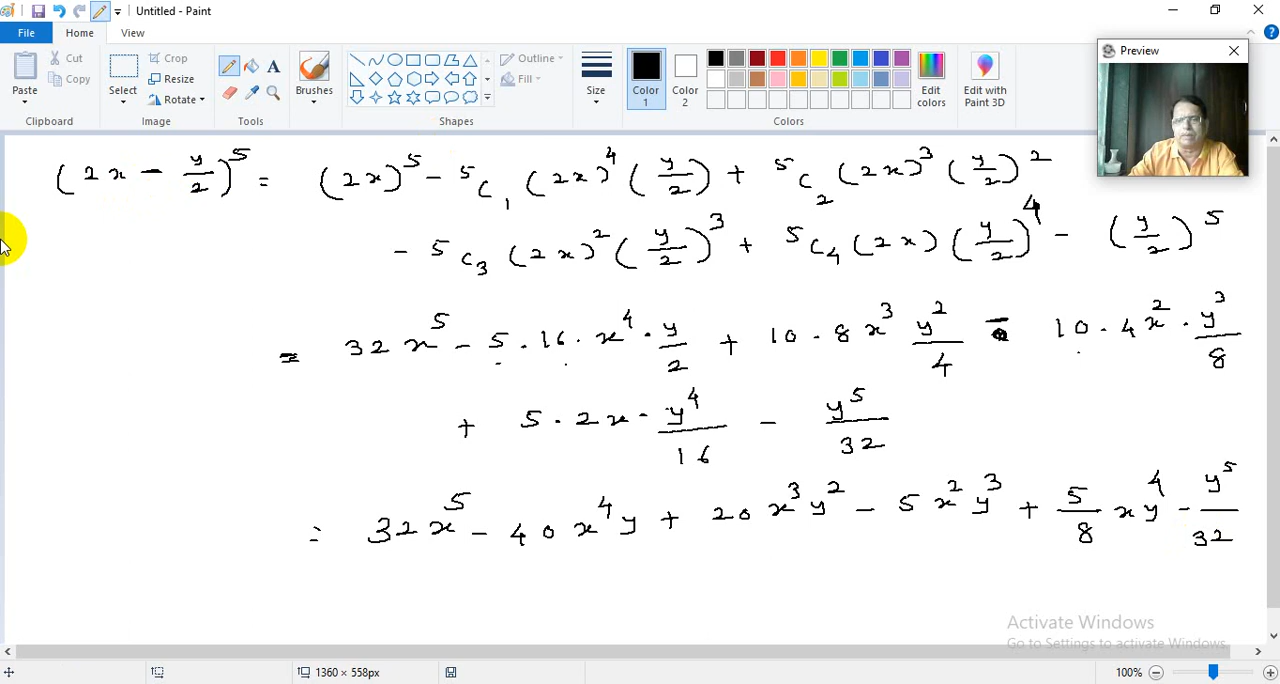 Untitled - Paint
File Home View
Paste Cut Copy Select Crop Resize Rotate Brushes Outline Fill Size Color 1 Color 2 Edit colors Edit with Paint 3D
Clipboard Image Tools Shapes Colors
Preview
(2x - y/2)^5 = (2x)^5 - 5C1 (2x)^4 (y/2) + 5C2 (2x)^3 (y/2)^2
- 5C3 (2x)^2 (y/2)^3 + 5C4 (2x) (y/2)^4 - (y/2)^5
= 32x^5 - 5 · 16 · x^4 · y/2 + 10 · 8x^3 y^2/4 - 10 · 4x^2 · y^3/8
+ 5 · 2x · y^4/16 - y^5/32
= 32x^5 - 40x^4y + 20x^3y^2 - 5x^2y^3 + 5/8 xy^4 - y^5/32
Activate Windows
Go to Settings to activate Windows.
1360 × 558px 100%